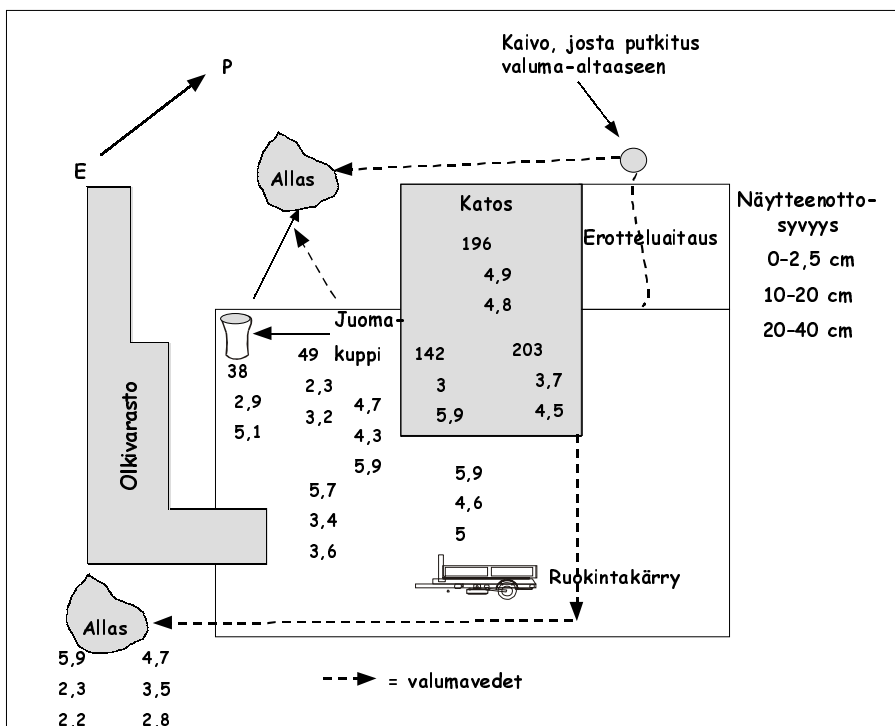 Kaivo, josta putkitus
valuma-altaaseen
P
E
Allas
Katos
196
4,9
4,8
Erotteluaitaus
Näytteenotto-
syvyys
0-2,5 cm
10-20 cm
20-40 cm
Juoma-
kuppi
38
2,9
5,1
49
2,3
3,2
4,7
4,3
5,9
142
3
5,9
203
3,7
4,5
5,7
3,4
3,6
5,9
4,6
5
Olkivarasto
Ruokintakärry
Allas
5,9
2,3
2,2
4,7
3,5
2,8
= valumavedet